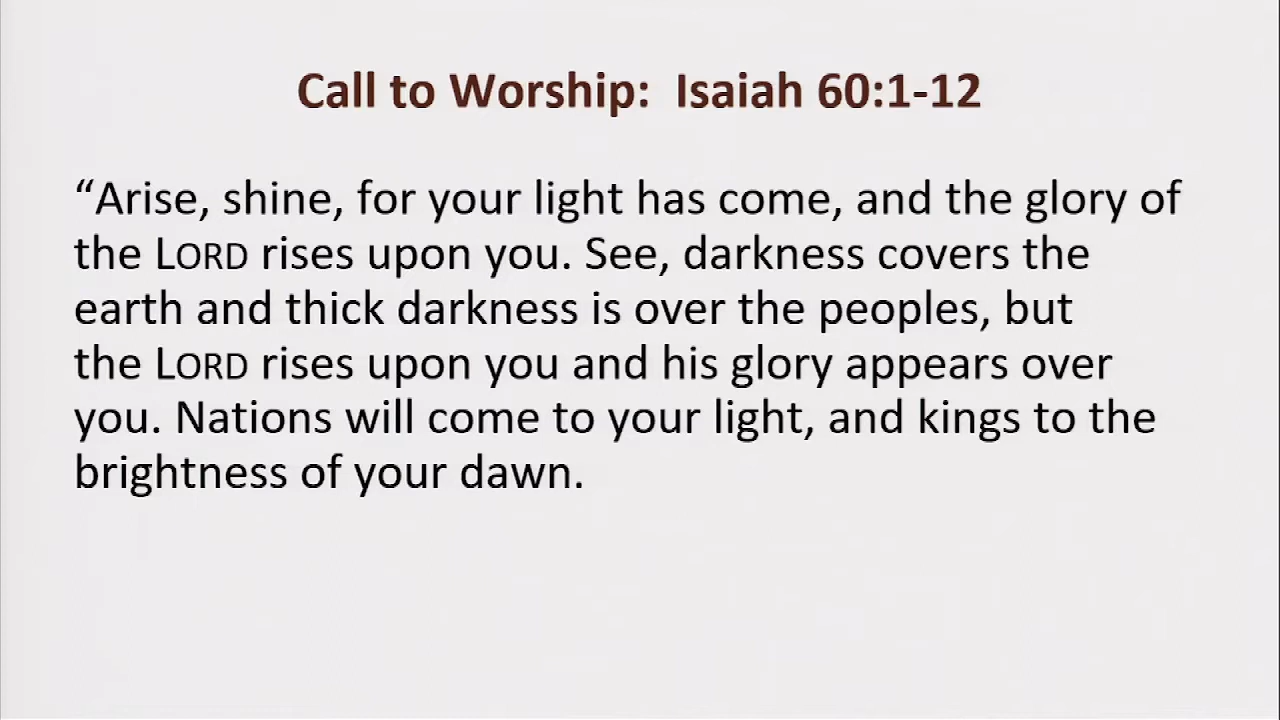 Call to Worship:  Isaiah 60:1-12
“Arise, shine, for your light has come, and the glory of
the LORD rises upon you. See, darkness covers the
earth and thick darkness is over the peoples, but
the LORD rises upon you and his glory appears over
you. Nations will come to your light, and kings to the
brightness of your dawn.